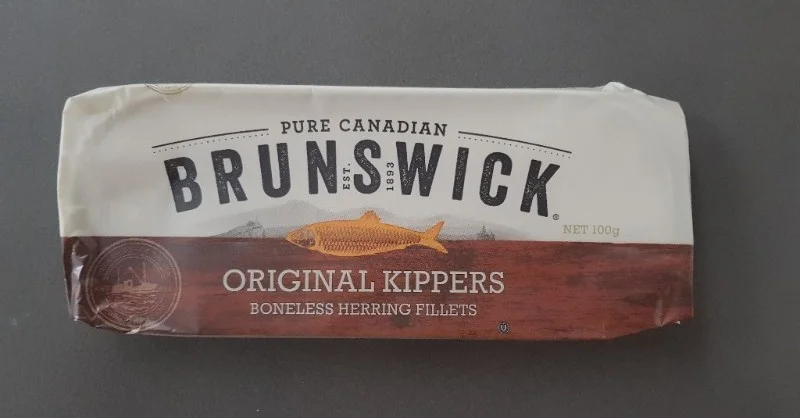 PURE CANADIAN
BRUNSWICK
EST. 1893
NET 100g
ORIGINAL KIPPERS
BONELESS HERRING FILLETS